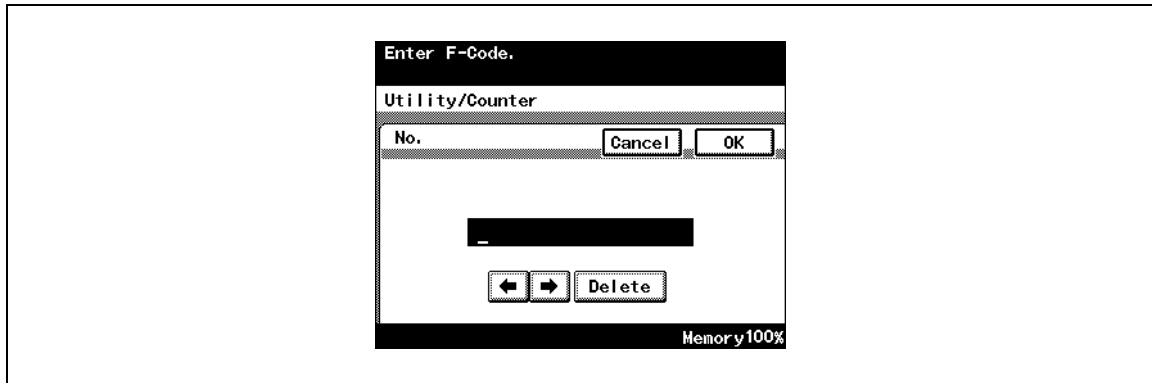 Enter F-Code.
Utility/Counter
No. Cancel OK
_
← → Delete
Memory100%